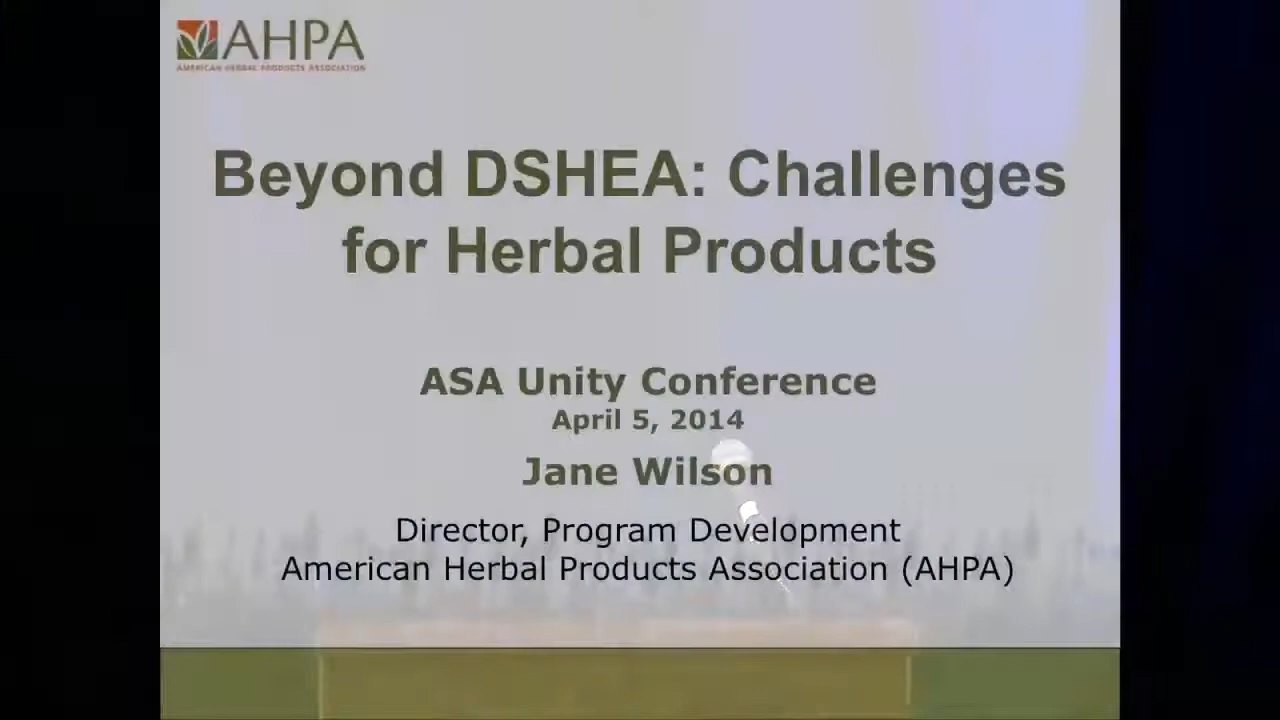 AHPA
AMERICAN HERBAL PRODUCTS ASSOCIATION
Beyond DSHEA: Challenges
for Herbal Products
ASA Unity Conference
April 5, 2014
Jane Wilson
Director, Program Development
American Herbal Products Association (AHPA)